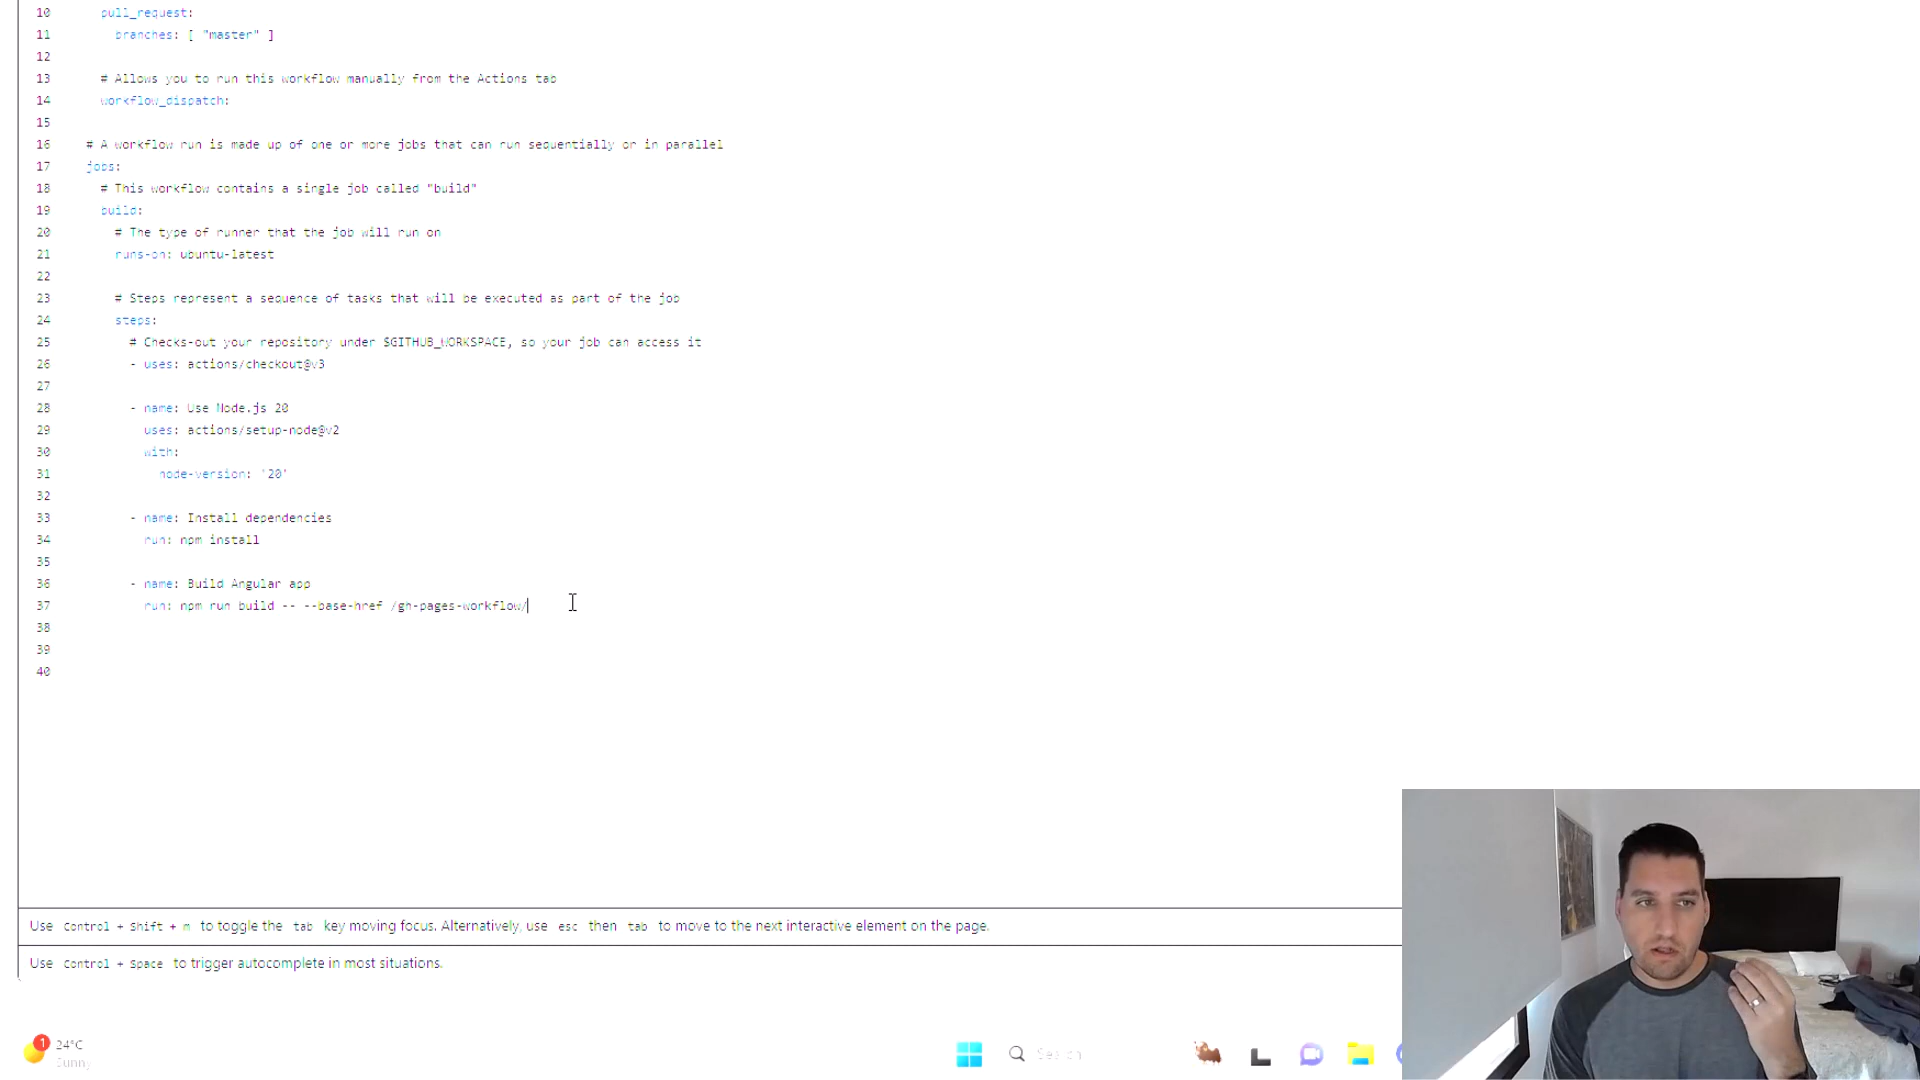 10 pull_request:
11 branches: [ "master" ]
12
13 # Allows you to run this workflow manually from the Actions tab
14 workflow_dispatch:
15
16 # A workflow run is made up of one or more jobs that can run sequentially or in parallel
17 jobs:
18 # This workflow contains a single job called "build"
19 build:
20 # The type of runner that the job will run on
21 runs-on: ubuntu-latest
22
23 # Steps represent a sequence of tasks that will be executed as part of the job
24 steps:
25 # Checks-out your repository under $GITHUB_WORKSPACE, so your job can access it
26 - uses: actions/checkout@v3
27
28 - name: Use Node.js 20
29 uses: actions/setup-node@v2
30 with:
31 node-version: '20'
32
33 - name: Install dependencies
34 run: npm install
35
36 - name: Build Angular app
37 run: npm run build -- --base-href /gh-pages-workflow/
38
39
40
Use Control + Shift + m to toggle the tab key moving focus. Alternatively, use esc then tab to move to the next interactive element on the page.
Use Control + Space to trigger autocomplete in most situations.
1
24°C
Sunny
Search